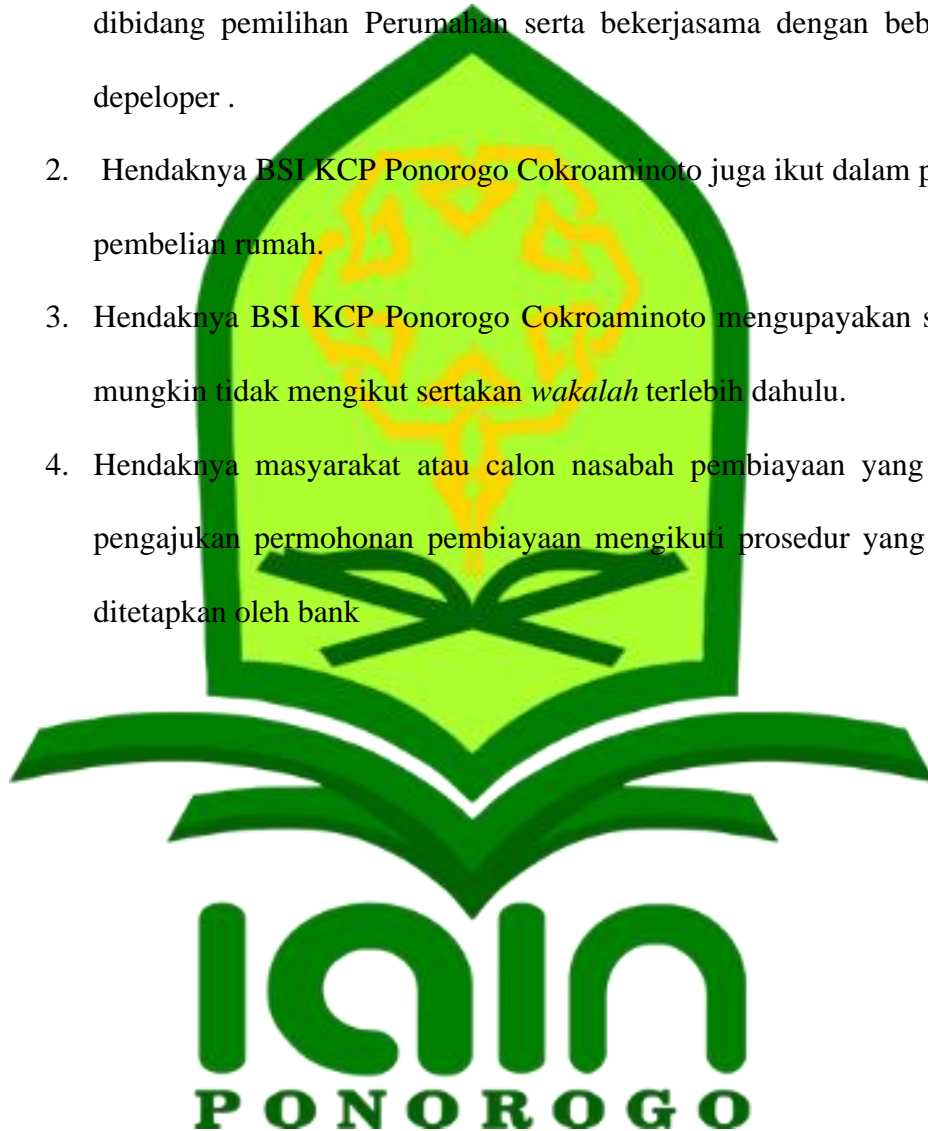 dibidang pemilihan Perumahan serta bekerjasama dengan
depeloper .
2. Hendaknya BSI KCP Ponorogo Cokroaminoto juga ikut dalam
pembelian rumah.
3. Hendaknya BSI KCP Ponorogo Cokroaminoto mengupayakan
mungkin tidak mengikut sertakan wakalah terlebih dahulu.
4. Hendaknya masyarakat atau calon nasabah pembiayaan yang
pengajukan permohonan pembiayaan mengikuti prosedur yang
ditetapkan oleh bank
IAIN
PONOROGO